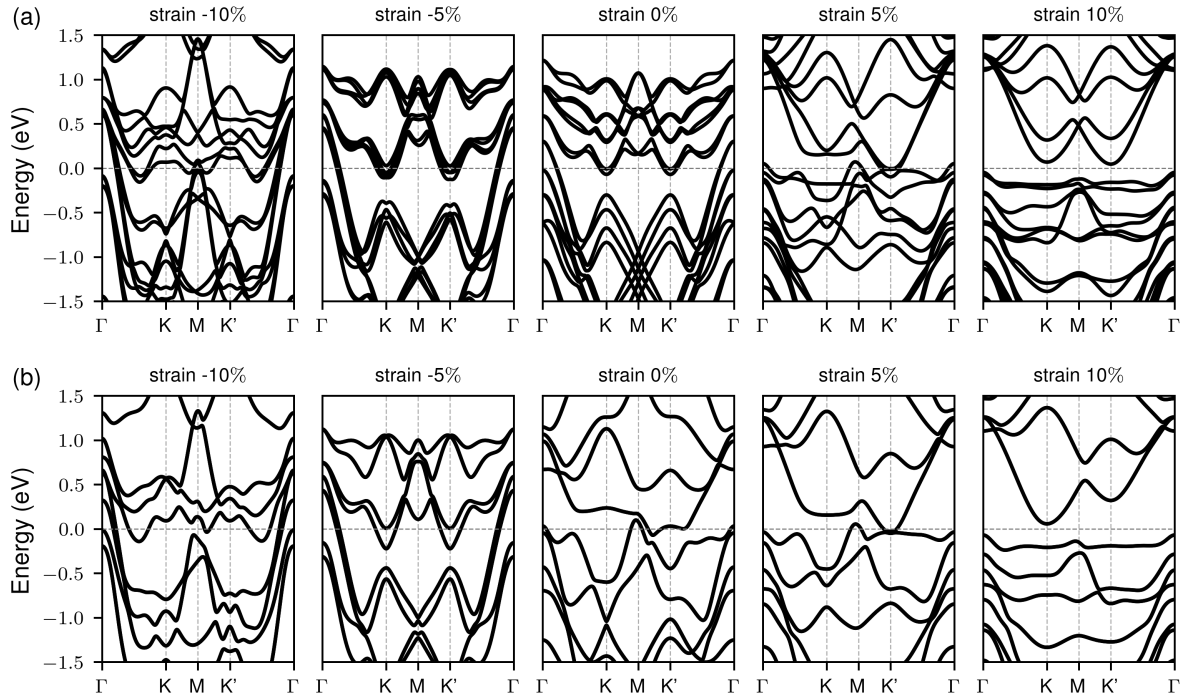 (a)
strain -10% strain -5% strain 0% strain 5% strain 10%
Energy (eV)
1.5
1.0
0.5
0.0
−0.5
−1.0
−1.5
Γ K M K' Γ Γ K M K' Γ Γ K M K' Γ Γ K M K' Γ Γ K M K' Γ
(b)
strain -10% strain -5% strain 0% strain 5% strain 10%
Energy (eV)
1.5
1.0
0.5
0.0
−0.5
−1.0
−1.5
Γ K M K' Γ Γ K M K' Γ Γ K M K' Γ Γ K M K' Γ Γ K M K' Γ